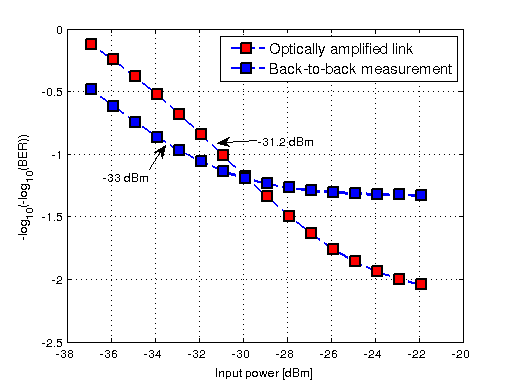 0
-0.5
-1
-1.5
-2
-2.5
-38 -36 -34 -32 -30 -28 -26 -24 -22 -20
Input power [dBm]
-log10(-log10(BER))
Optically amplified link
Back-to-back measurement
-31.2 dBm
-33 dBm